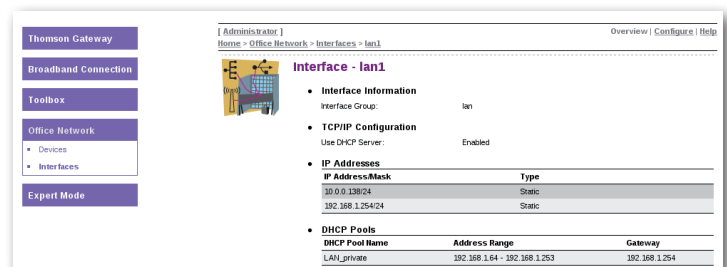 Thomson Gateway
Broadband Connection
Toolbox
Office Network
Devices
Interfaces
Expert Mode
[ Administrator ]
Overview | Configure | Help
Home > Office Network > Interfaces > lan1
Interface - lan1
Interface Information
Interface Group: lan
TCP/IP Configuration
Use DHCP Server: Enabled
IP Addresses
IP Address/Mask Type
10.0.0.138/24 Static
192.168.1.254/24 Static
DHCP Pools
DHCP Pool Name Address Range Gateway
LAN_private 192.168.1.64 - 192.168.1.253 192.168.1.254